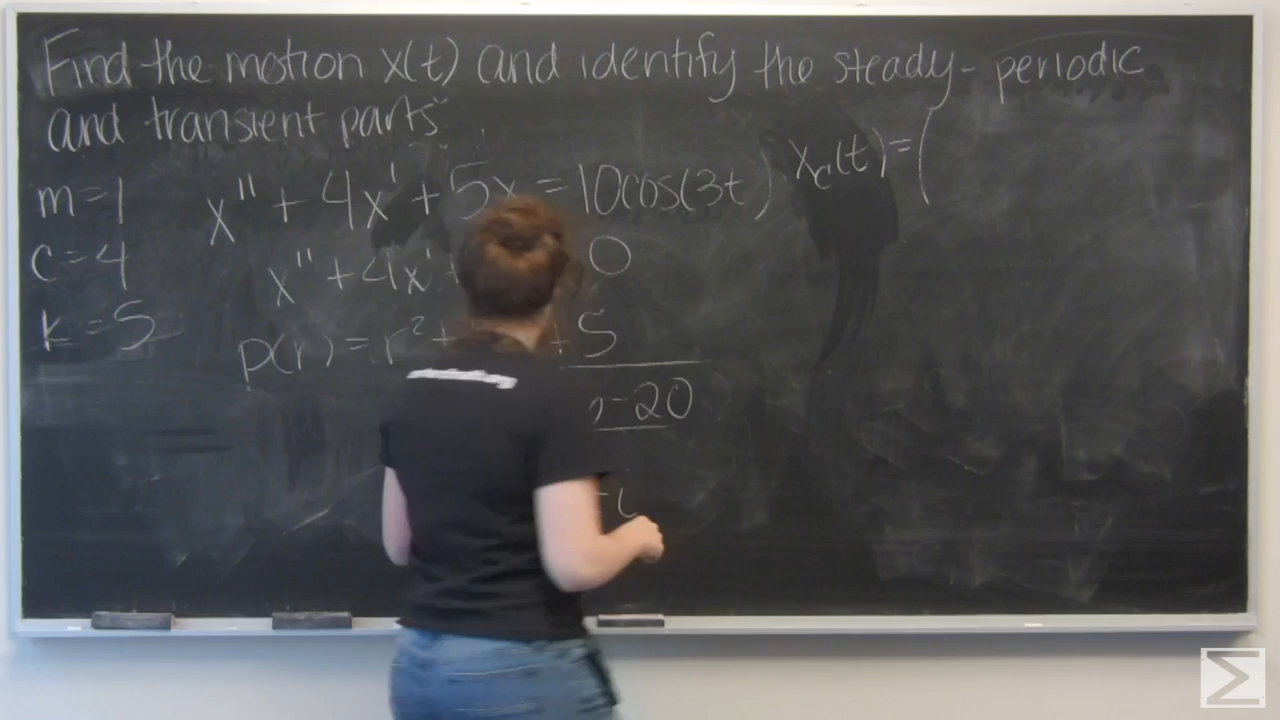 Find the motion x(t) and identify the steady-periodic
and transient parts
m=1 x'' + 4x' + 5x = 10cos(3t) x_c(t)=(
c=4 x'' + 4x' 0
k=5 p(r)=r²+ +5
-20